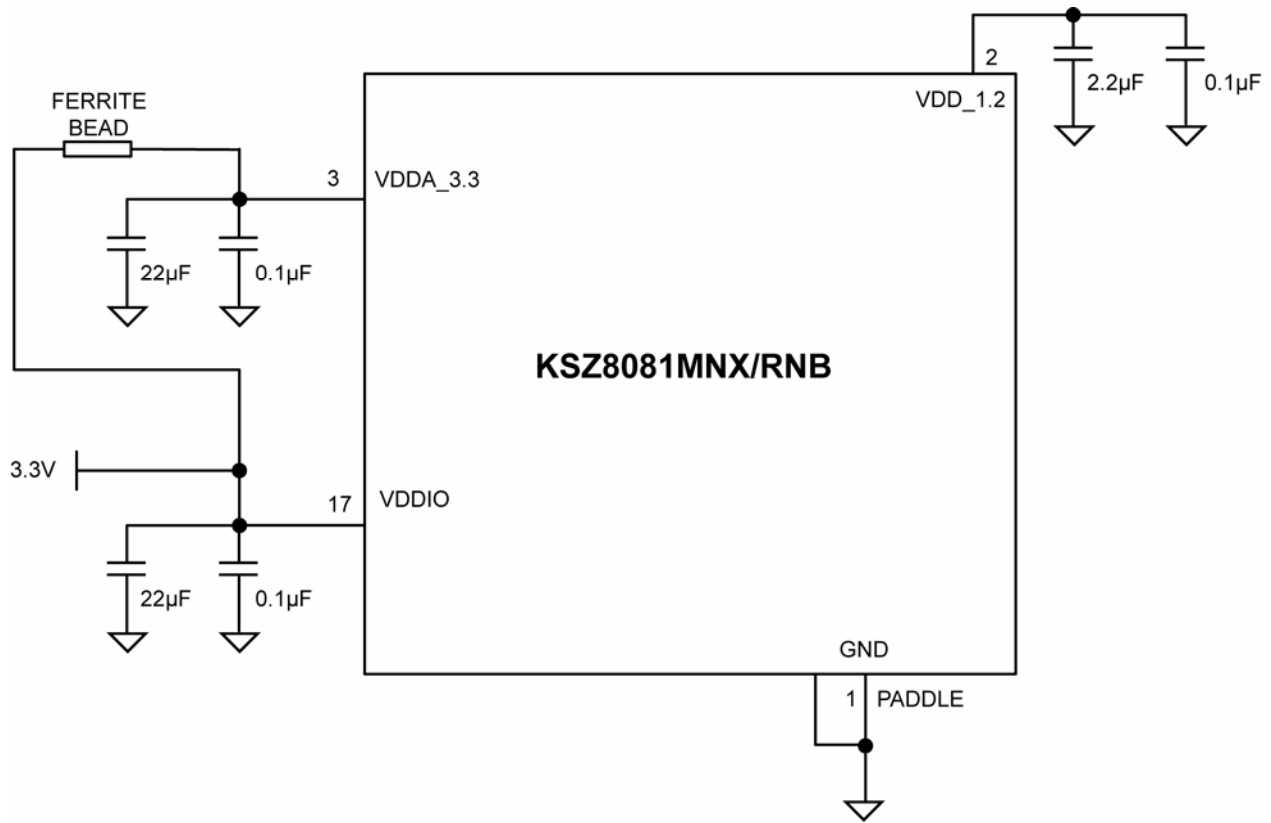 2
VDD_1.2
2.2µF
0.1µF
FERRITE
BEAD
3
VDDA_3.3
22µF
0.1µF
KSZ8081MNX/RNB
3.3V
17
VDDIO
22µF
0.1µF
GND
1
PADDLE